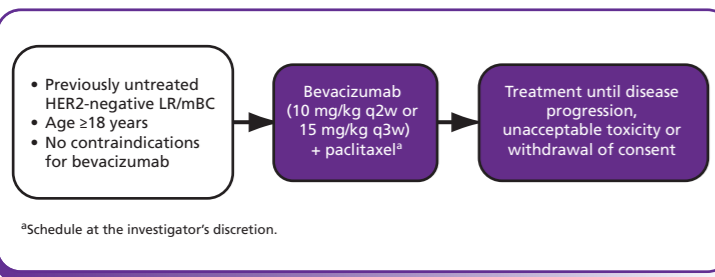 • Previously untreated
HER2-negative LR/mBC
• Age ≥18 years
• No contraindications
for bevacizumab
Bevacizumab
(10 mg/kg q2w or
15 mg/kg q3w)
+ paclitaxelᵃ
Treatment until disease
progression,
unacceptable toxicity or
withdrawal of consent
ᵃSchedule at the investigator’s discretion.